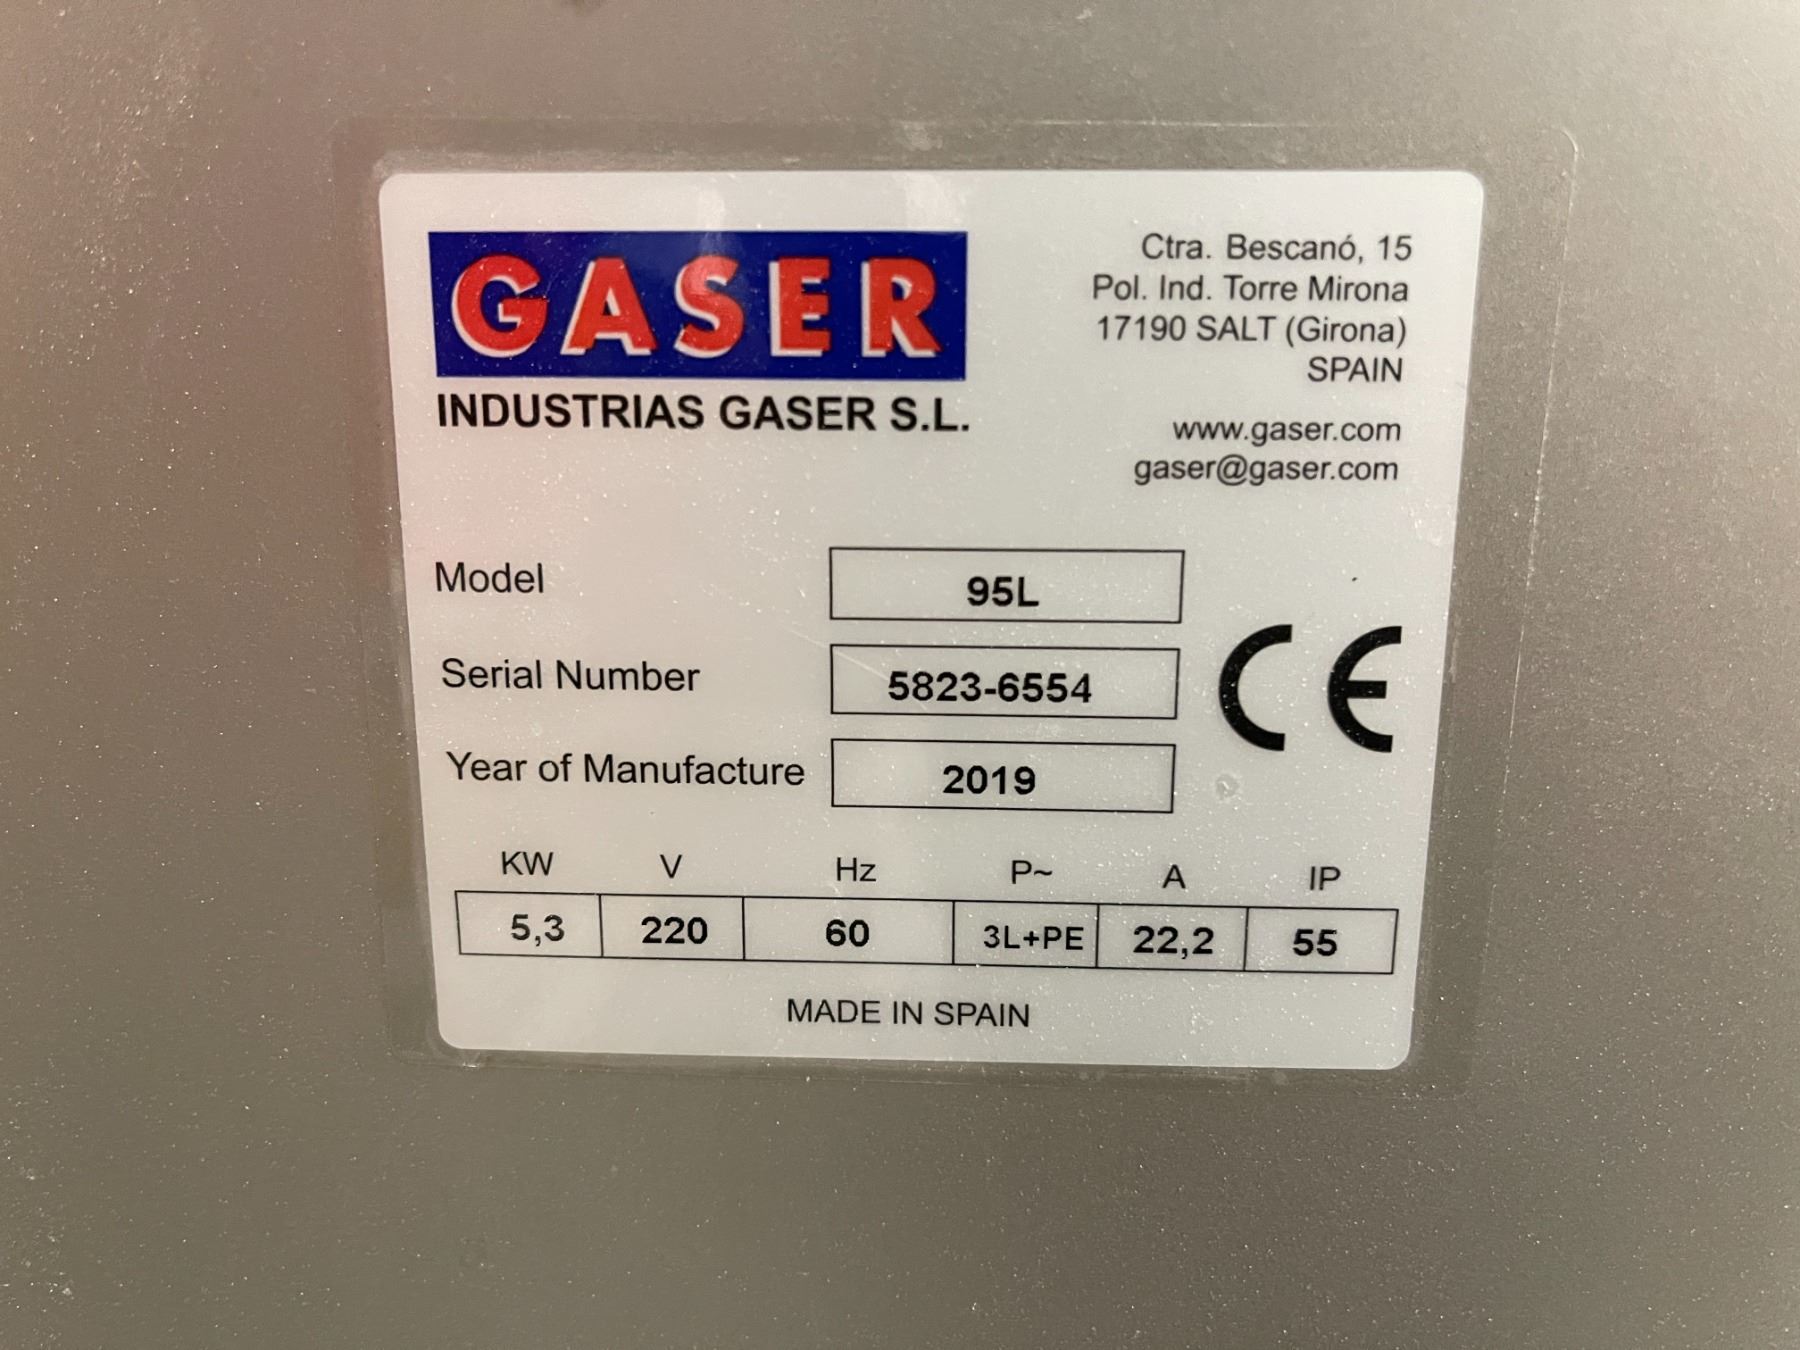 GASER
INDUSTRIAS GASER S.L.
Ctra. Bescanó, 15
Pol. Ind. Torre Mirona
17190 SALT (Girona)
SPAIN
www.gaser.com
gaser@gaser.com
Model 95L
Serial Number 5823-6554
CE
Year of Manufacture 2019
KW V Hz P~ A IP
5,3 220 60 3L+PE 22,2 55
MADE IN SPAIN